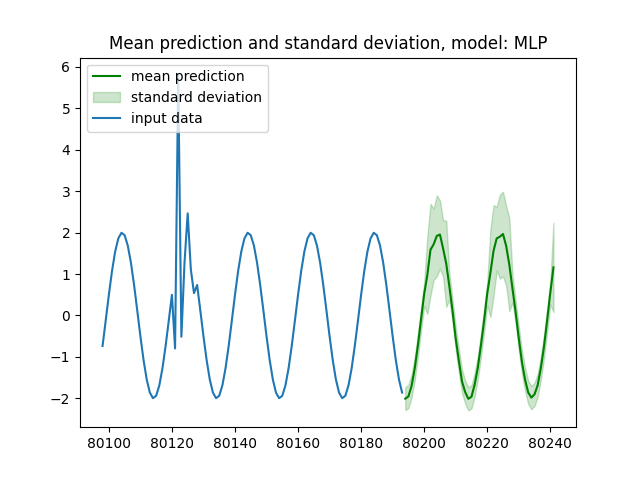 Mean prediction and standard deviation, model: MLP
mean prediction
standard deviation
input data
6
5
4
3
2
1
0
−1
−2
80100 80120 80140 80160 80180 80200 80220 80240